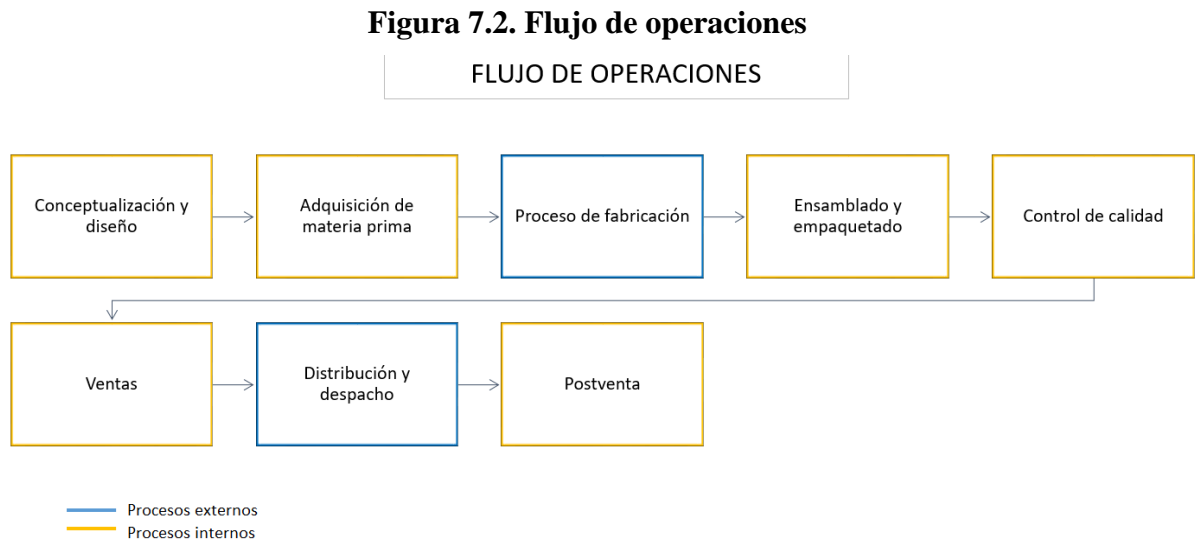 Figura 7.2. Flujo de operaciones
FLUJO DE OPERACIONES
Conceptualización y
diseño
Adquisición de
materia prima
Proceso de fabricación
Ensamblado y
empaquetado
Control de calidad
Ventas
Distribución y
despacho
Postventa
Procesos externos
Procesos internos